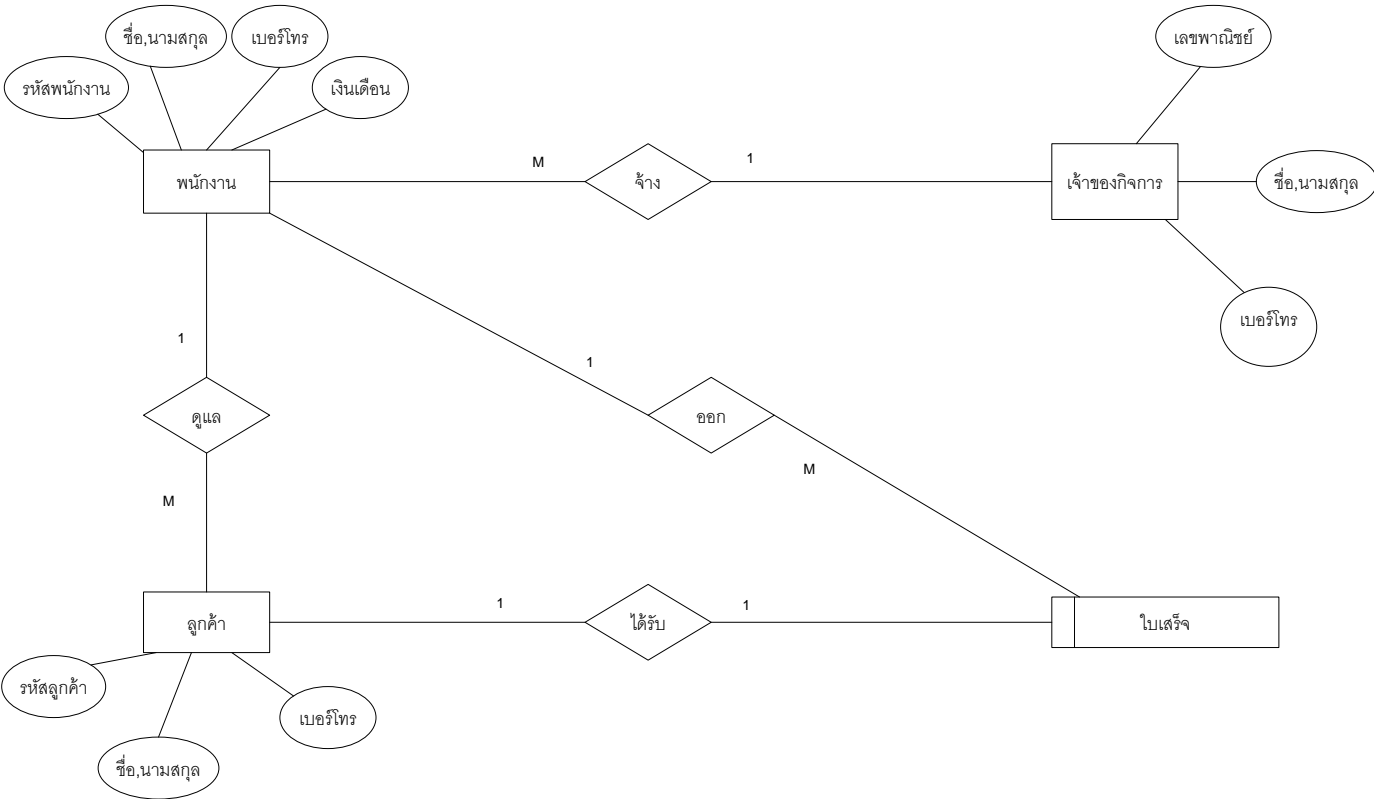 ชื่อ,นามสกุล
เบอร์โทร
เลขพาณิชย์
รหัสพนักงาน
เงินเดือน
พนักงาน
M
จ้าง
1
เจ้าของกิจการ
ชื่อ,นามสกุล
เบอร์โทร
1
1
ดูแล
ออก
M
M
ลูกค้า
1
ได้รับ
1
ใบเสร็จ
รหัสลูกค้า
เบอร์โทร
ชื่อ,นามสกุล